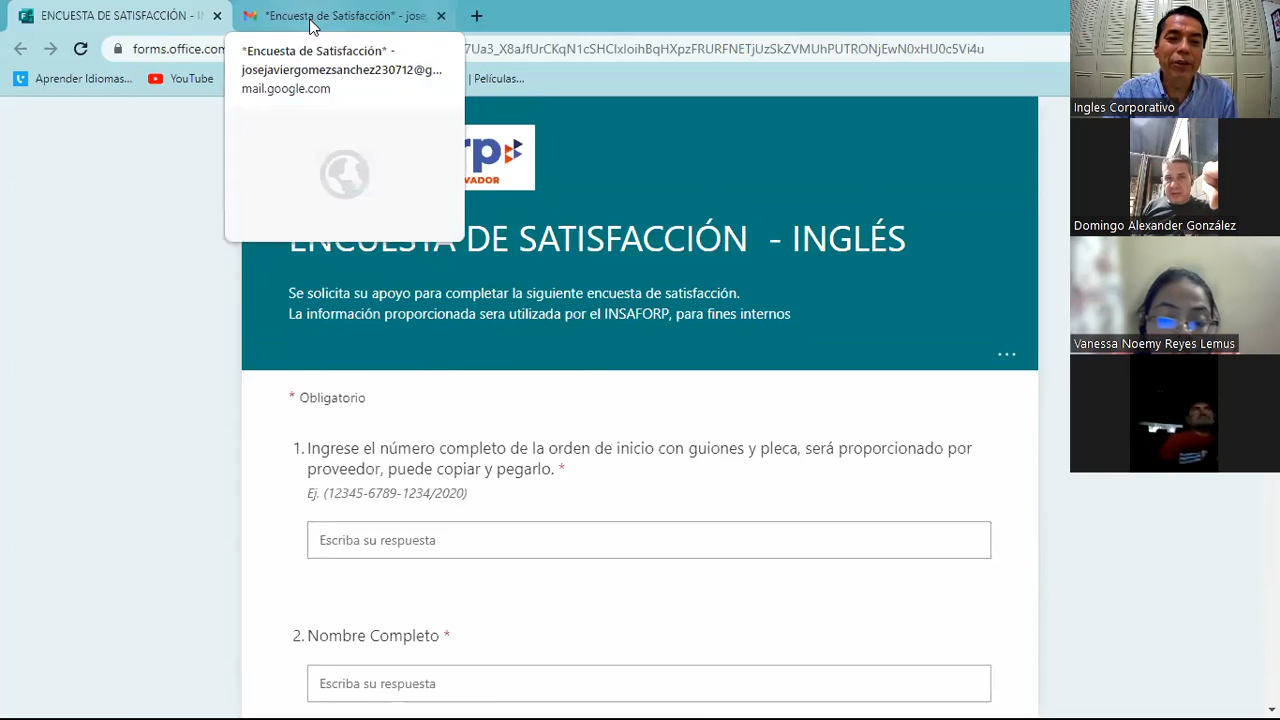 ENCUESTA DE SATISFACCIÓN - IN
*Encuesta de Satisfacción* - jose
forms.office.com
7Ua3_X8aJfUrCKqN1cSHCIxIoihBqHXpzFRURFNETjUzSkZVMUhPUTRONjEwN0xHU0c5Vi4u
Aprender Idiomas...
YouTube
| Películas...
*Encuesta de Satisfacción* -
josejaviergomezsanchez230712@g...
mail.google.com
rp
VADOR
ENCUESTA DE SATISFACCIÓN - INGLÉS
Se solicita su apoyo para completar la siguiente encuesta de satisfacción.
La información proporcionada sera utilizada por el INSAFORP, para fines internos
...
* Obligatorio
1. Ingrese el número completo de la orden de inicio con guiones y pleca, será proporcionado por
proveedor, puede copiar y pegarlo. *
Ej. (12345-6789-1234/2020)
Escriba su respuesta
2. Nombre Completo *
Escriba su respuesta
Ingles Corporativo
Domingo Alexander González
Vanessa Noemy Reyes Lemus